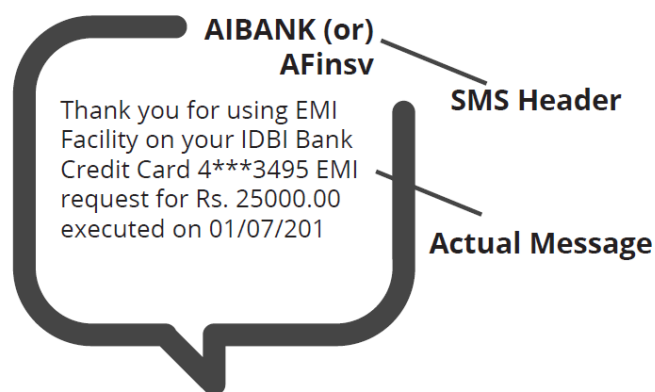 AIBANK (or)
AFinsv
SMS Header
Thank you for using EMI
Facility on your IDBI Bank
Credit Card 4***3495 EMI
request for Rs. 25000.00
executed on 01/07/201
Actual Message